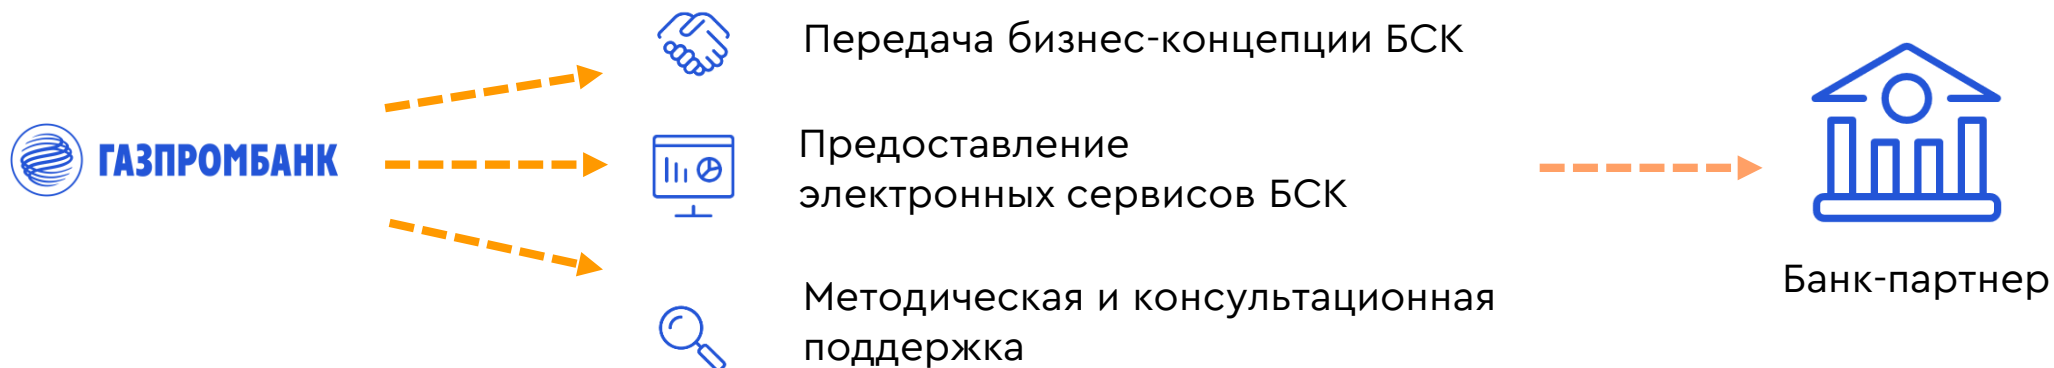 ГАЗПРОМБАНК
Передача бизнес-концепции БСК
Предоставление
электронных сервисов БСК
Методическая и консультационная
поддержка
Банк-партнер